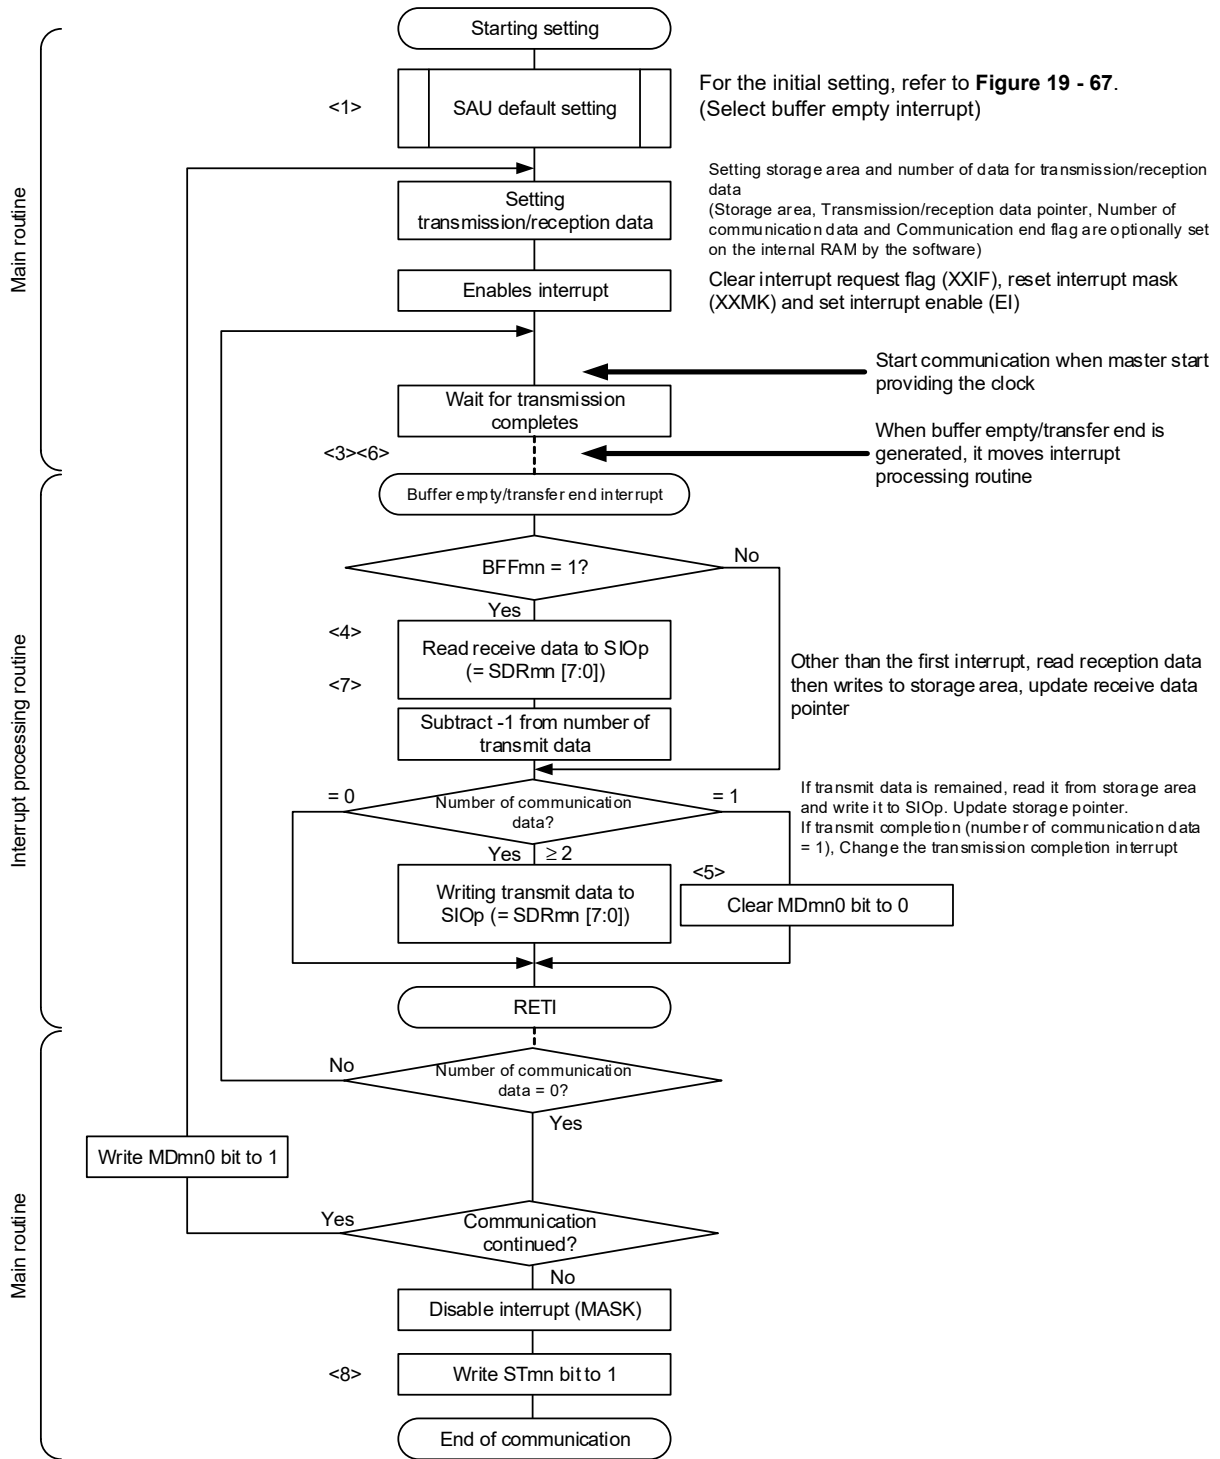 Starting setting
<1>
SAU default setting
For the initial setting, refer to Figure 19 - 67.
(Select buffer empty interrupt)
Main routine
Setting
transmission/reception data
Setting storage area and number of data for transmission/reception
data
(Storage area, Transmission/reception data pointer, Number of
communication data and Communication end flag are optionally set
on the internal RAM by the software)
Enables interrupt
Clear interrupt request flag (XXIF), reset interrupt mask
(XXMK) and set interrupt enable (EI)
Start communication when master start
providing the clock
Wait for transmission
completes
<3><6>
When buffer empty/transfer end is
generated, it moves interrupt
processing routine
Buffer empty/transfer end interrupt
Interrupt processing routine
BFFmn = 1?
No
Yes
<4>
Read receive data to SIOp
(= SDRmn [7:0])
<7>
Other than the first interrupt, read reception data
then writes to storage area, update receive data
pointer
Subtract -1 from number of
transmit data
= 0
Number of communication
data?
= 1
If transmit data is remained, read it from storage area
and write it to SIOp. Update storage pointer.
If transmit completion (number of communication data
= 1), Change the transmission completion interrupt
Yes ≥ 2
<5>
Writing transmit data to
SIOp (= SDRmn [7:0])
Clear MDmn0 bit to 0
RETI
No
Number of communication
data = 0?
Yes
Write MDmn0 bit to 1
Main routine
Yes
Communication
continued?
No
Disable interrupt (MASK)
<8>
Write STmn bit to 1
End of communication